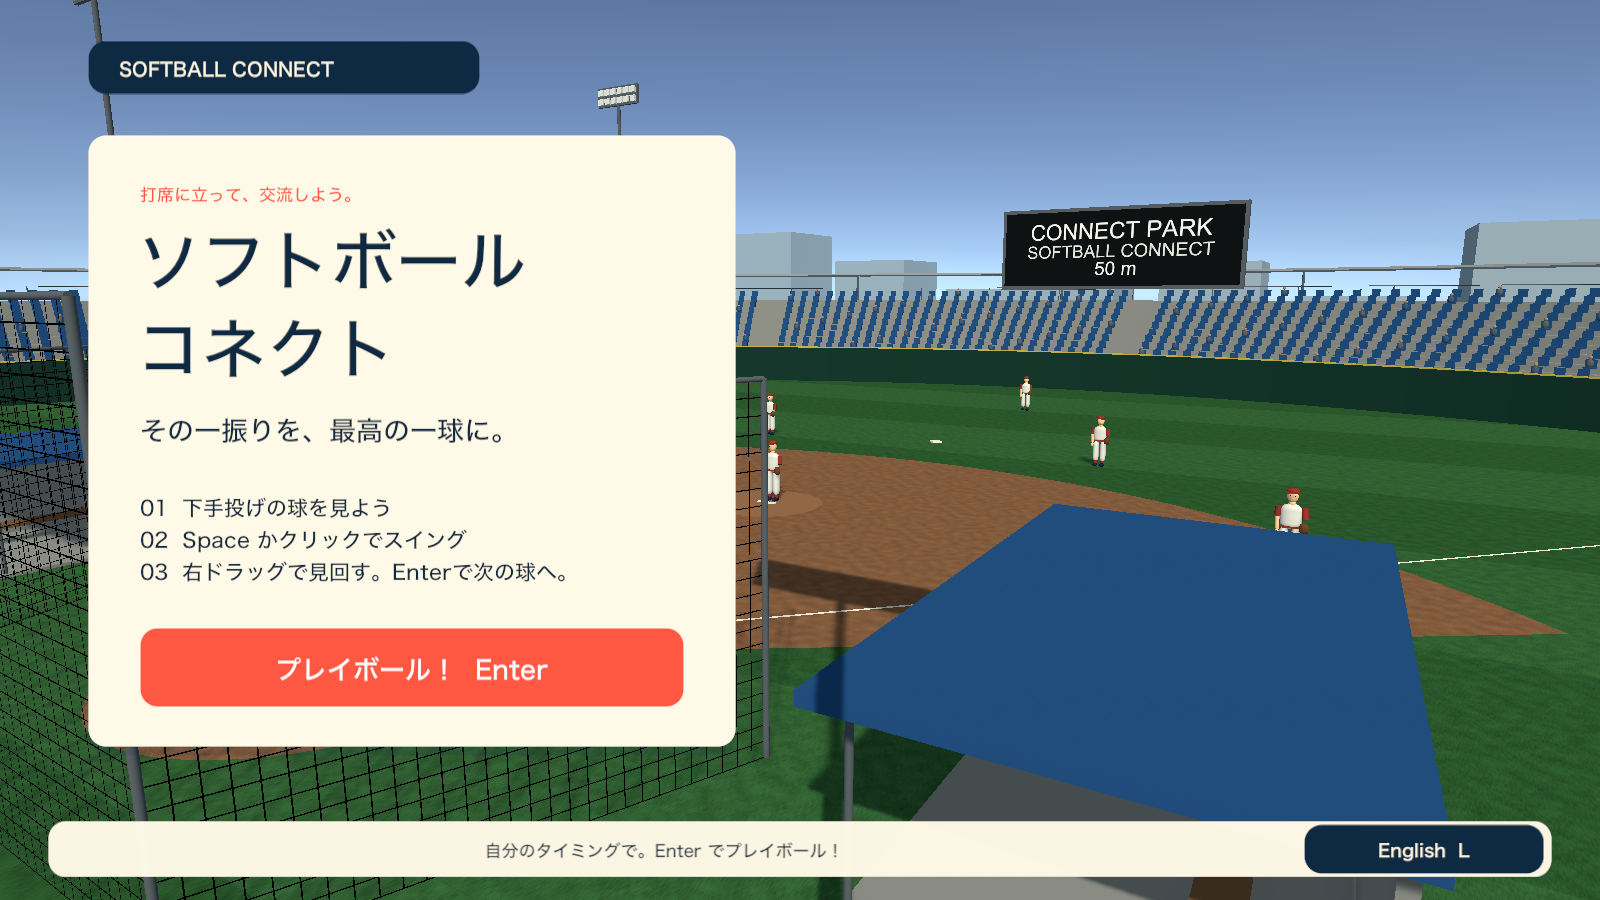 SOFTBALL CONNECT
打席に立って、交流しよう。
ソフトボール
コネクト
その一振りを、最高の一球に。
01 下手投げの球を見よう
02 Space かクリックでスイング
03 右ドラッグで見回す。Enterで次の球へ。
プレイボール！ Enter
CONNECT PARK
SOFTBALL CONNECT
50 m
自分のタイミングで。Enter でプレイボール！
English L